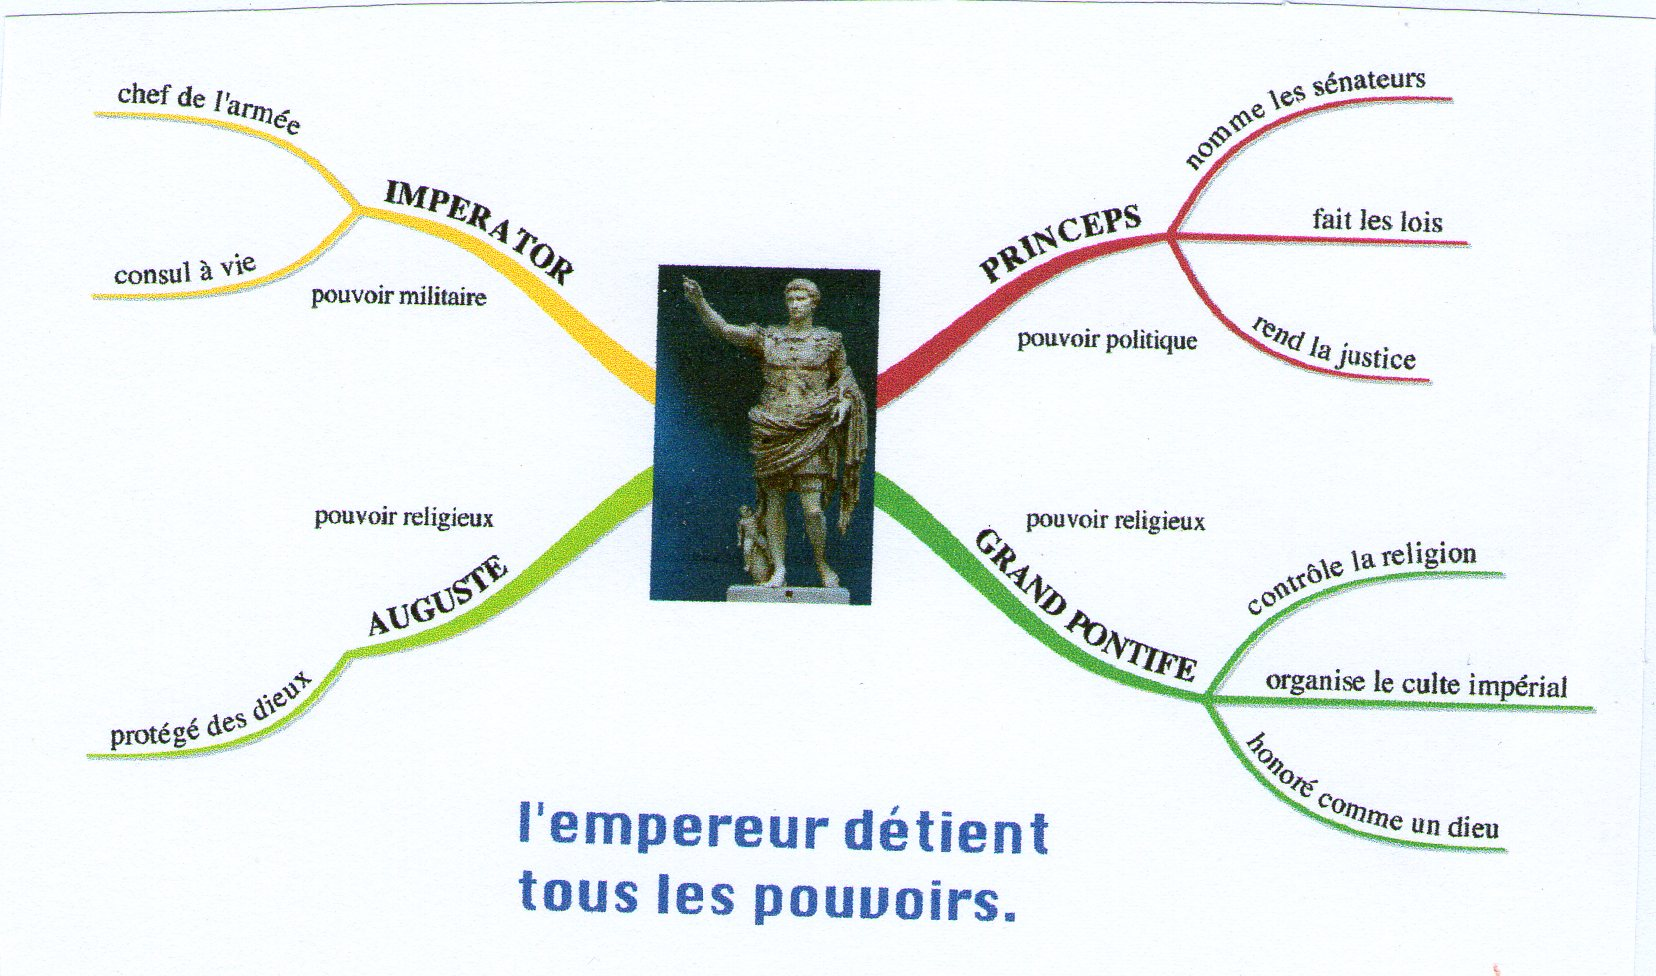 chef de l'armée
IMPERATOR
consul à vie
pouvoir militaire
nomme les sénateurs
PRINCEPS
fait les lois
pouvoir politique
rend la justice
pouvoir religieux
AUGUSTE
protégé des dieux
pouvoir religieux
GRAND PONTIFE
contrôle la religion
organise le culte impérial
honoré comme un dieu
l'empereur détient
tous les pouvoirs.